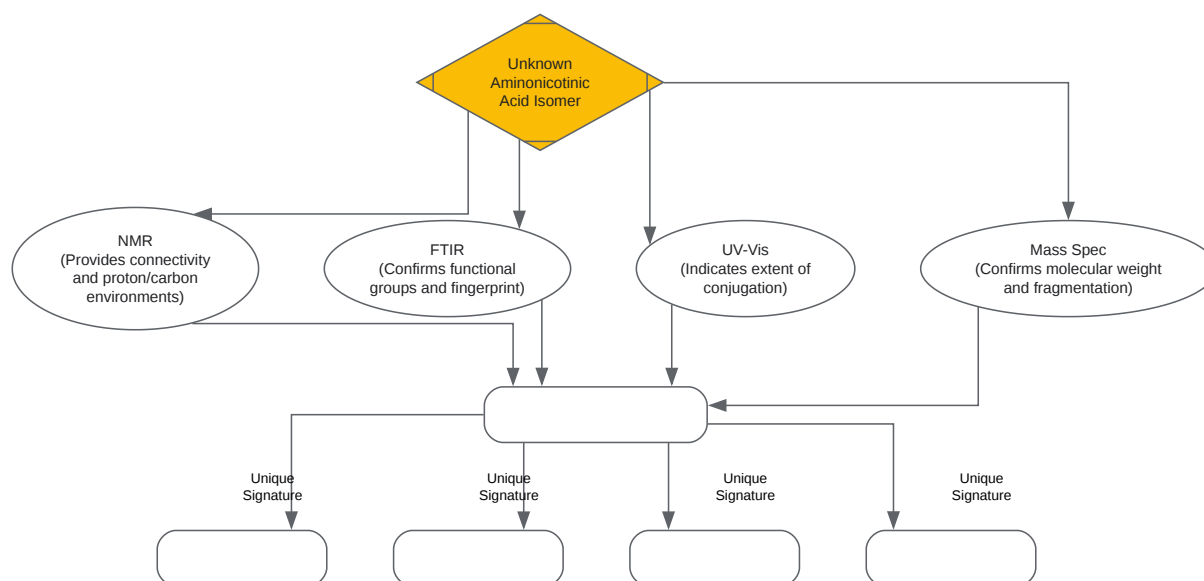 Unknown
Aminonicotinic
Acid Isomer
NMR
(Provides connectivity
and proton/carbon
environments)
FTIR
(Confirms functional
groups and fingerprint)
UV-Vis
(Indicates extent of
conjugation)
Mass Spec
(Confirms molecular weight
and fragmentation)
Unique
Signature
Unique
Signature
Unique
Signature
Unique
Signature